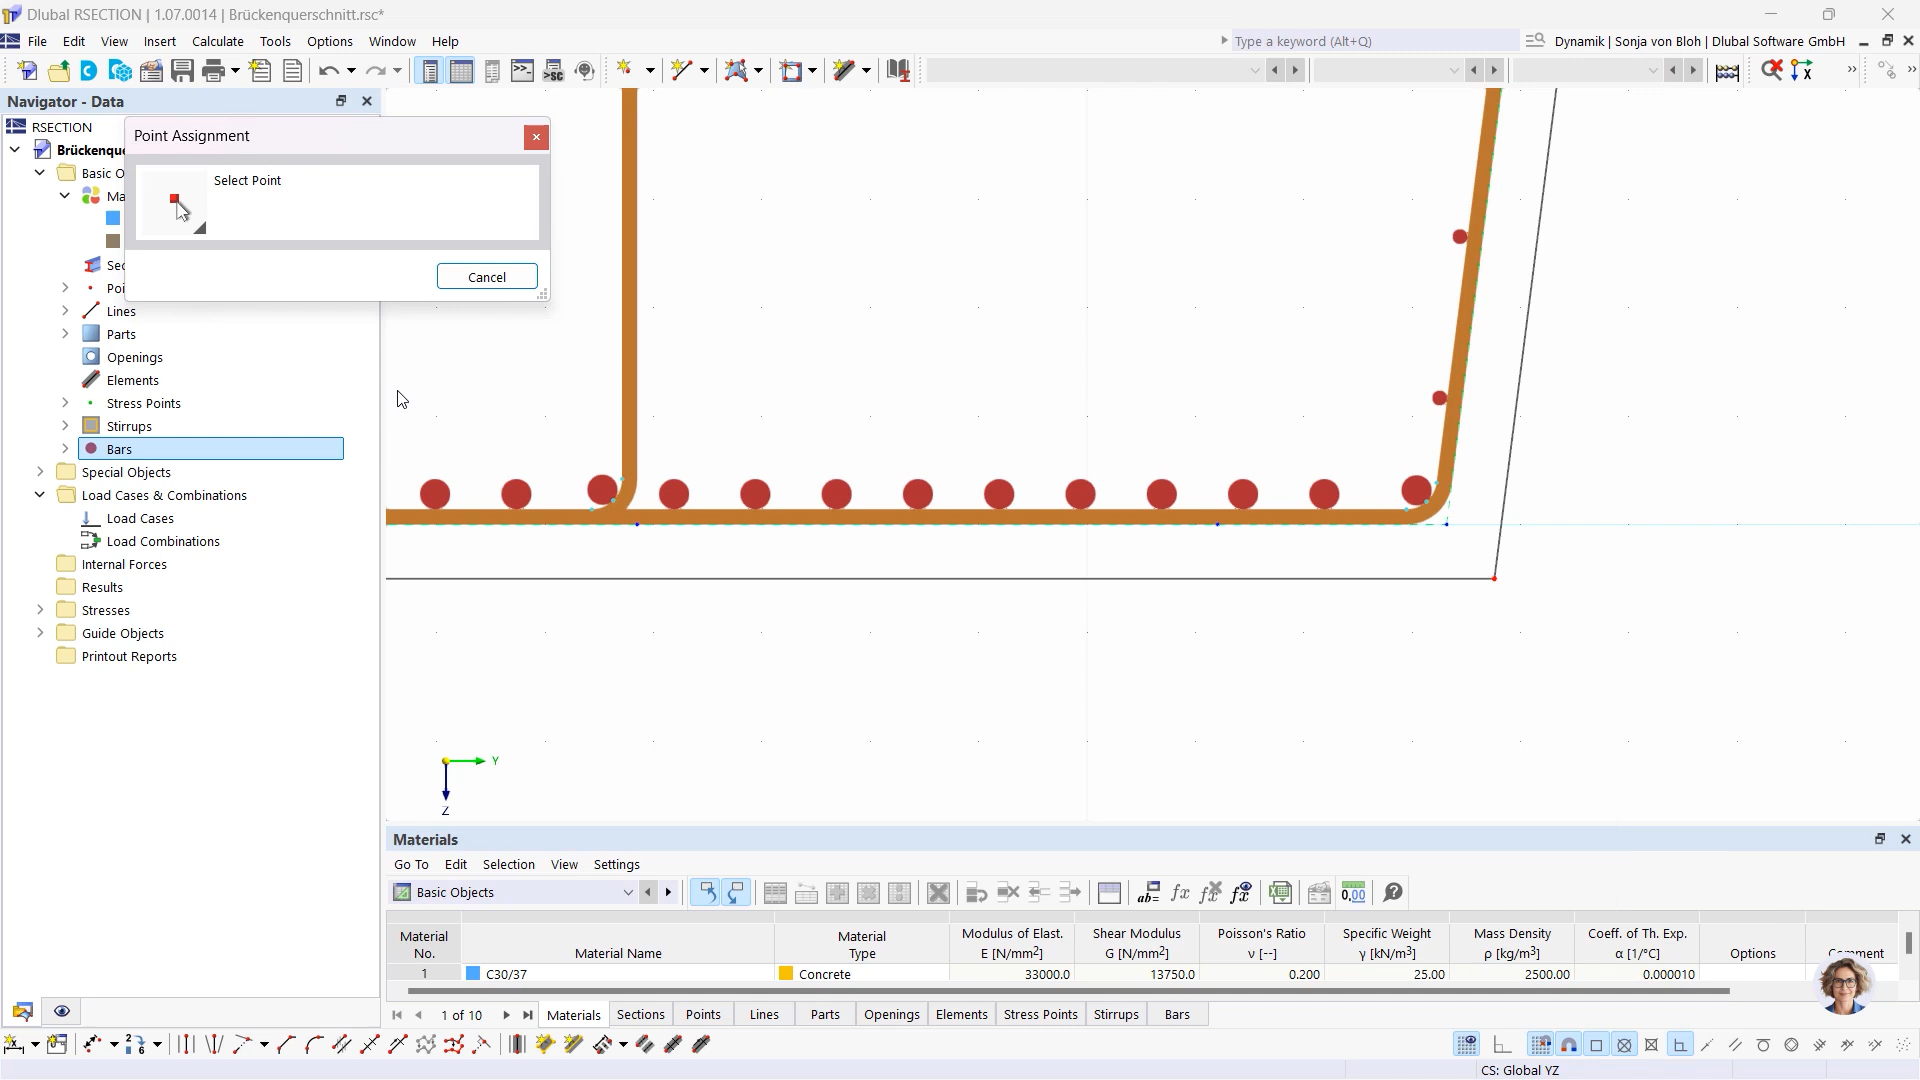 Dlubal RSECTION | 1.07.0014 | Brückenquerschnitt.rsc*
File Edit View Insert Calculate Tools Options Window Help
Type a keyword (Alt+Q)
Dynamik | Sonja von Bloh | Dlubal Software GmbH
Navigator - Data
RSECTION
Brückenque
Basic O
Ma
Sec
Poi
Lines
Parts
Openings
Elements
Stress Points
Stirrups
Bars
Special Objects
Load Cases & Combinations
Load Cases
Load Combinations
Internal Forces
Results
Stresses
Guide Objects
Printout Reports
Point Assignment
Select Point
Cancel
Y
Z
Materials
Go To Edit Selection View Settings
Basic Objects
Material No.
Material Name
Material Type
Modulus of Elast. E [N/mm²]
Shear Modulus G [N/mm²]
Poisson's Ratio ν [--]
Specific Weight γ [kN/m³]
Mass Density ρ [kg/m³]
Coeff. of Th. Exp. α [1/°C]
Options
Comment
1 C30/37 Concrete 33000.0 13750.0 0.200 25.00 2500.00 0.000010
1 of 10 Materials Sections Points Lines Parts Openings Elements Stress Points Stirrups Bars
CS: Global YZ